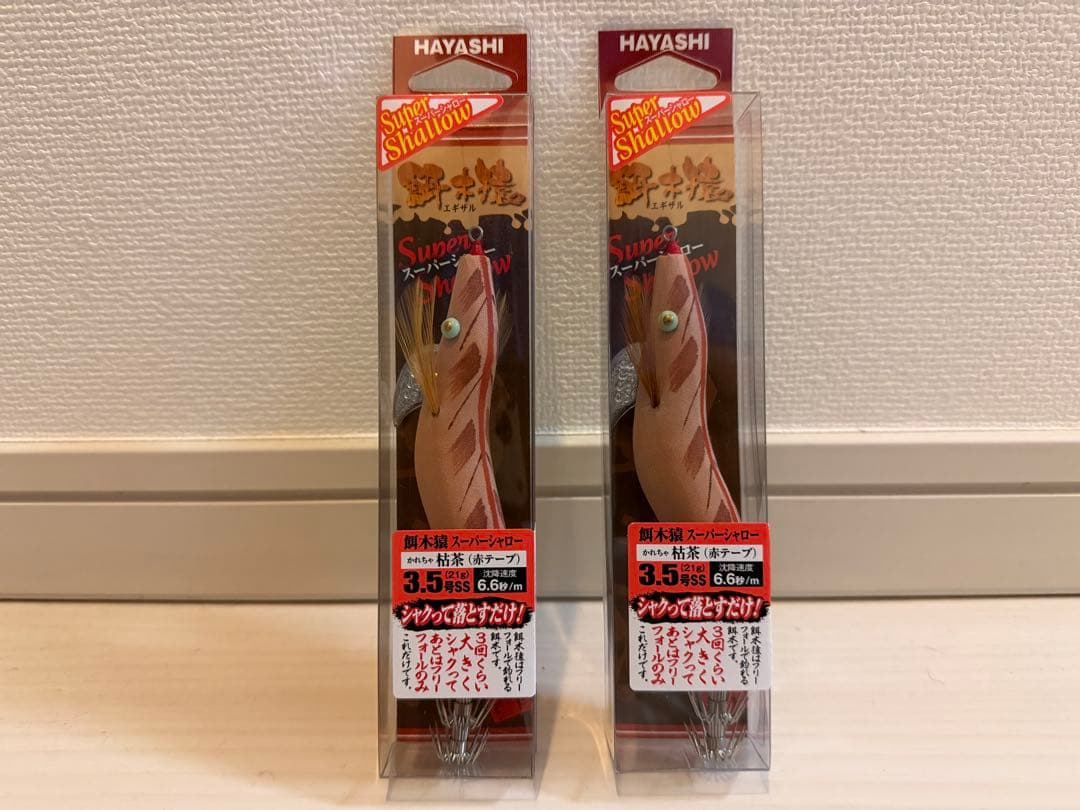 HAYASHI
Super
スーパーシャロー
Shallow
餌木猿
エギザル
Super
スーパーシャロー
Shallow
餌木猿 スーパーシャロー
かれちゃ 枯茶（赤テープ）
3.5号SS (21g) 沈降速度 6.6秒/m
シャクって落とすだけ!
餌木猿はフリー
フォールで釣れる
餌木です。
3回くらい
大きく
シャクって
あとはフリー
フォールのみ
これだけです。
HAYASHI
Super
スーパーシャロー
Shallow
餌木猿
エギザル
Super
スーパーシャロー
Shallow
餌木猿 スーパーシャロー
かれちゃ 枯茶（赤テープ）
3.5号SS (21g) 沈降速度 6.6秒/m
シャクって落とすだけ!
餌木猿はフリー
フォールで釣れる
餌木です。
3回くらい
大きく
シャクって
あとはフリー
フォールのみ
これだけです。